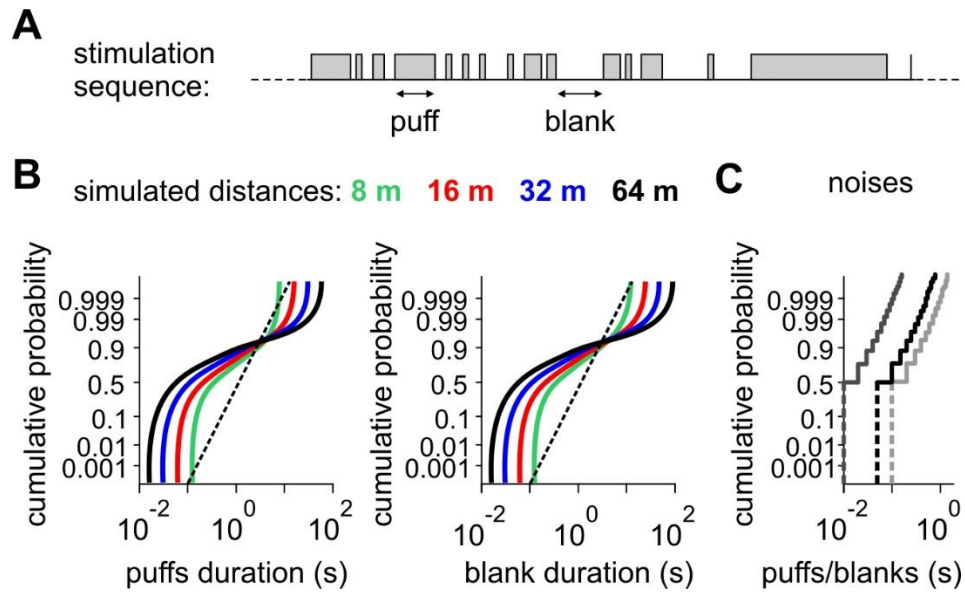 A
stimulation
sequence:
puff
blank
B
simulated distances: 8 m 16 m 32 m 64 m
C
noises
cumulative probability
0.999
0.99
0.9
0.5
0.1
0.01
0.001
10-2
100
102
puffs duration (s)
cumulative probability
0.999
0.99
0.9
0.5
0.1
0.01
0.001
10-2
100
102
blank duration (s)
cumulative probability
0.999
0.99
0.9
0.5
0.1
0.01
0.001
10-2
100
puffs/blanks (s)